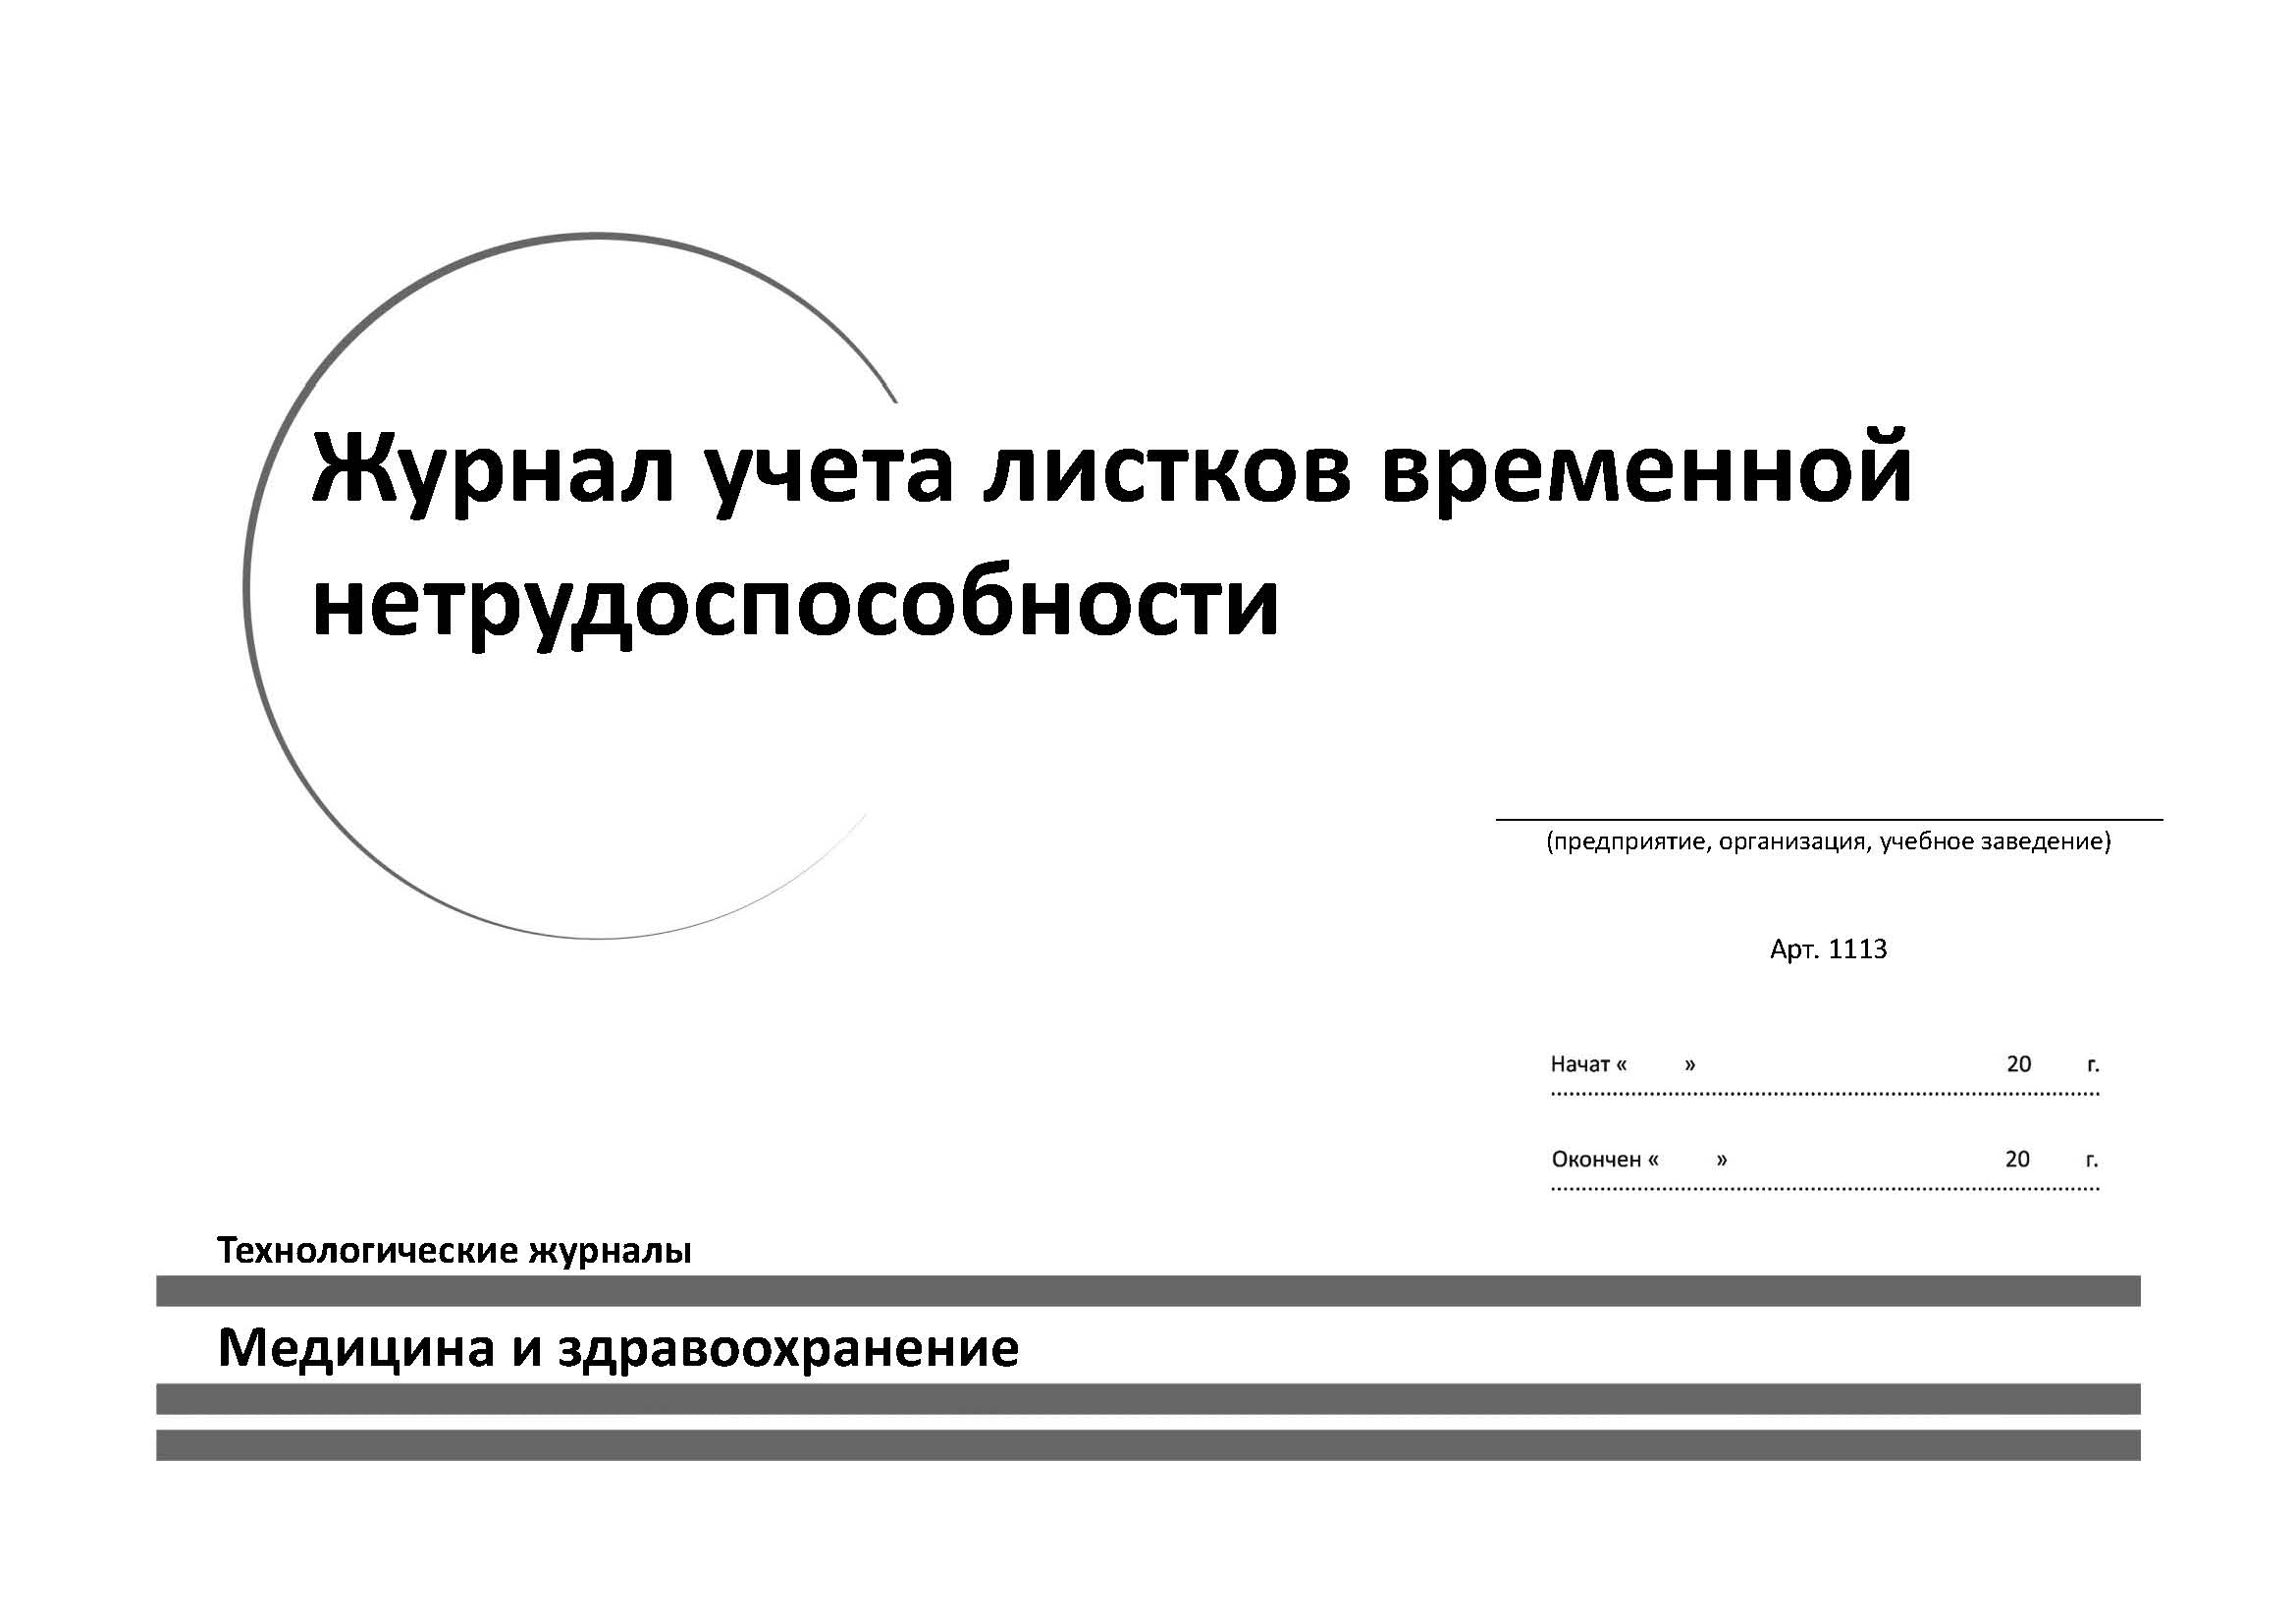 Журнал учета листков временной
нетрудоспособности
(предприятие, организация, учебное заведение)
Арт. 1113
Начат « » 20 г.
Окончен « » 20 г.
Технологические журналы
Медицина и здравоохранение